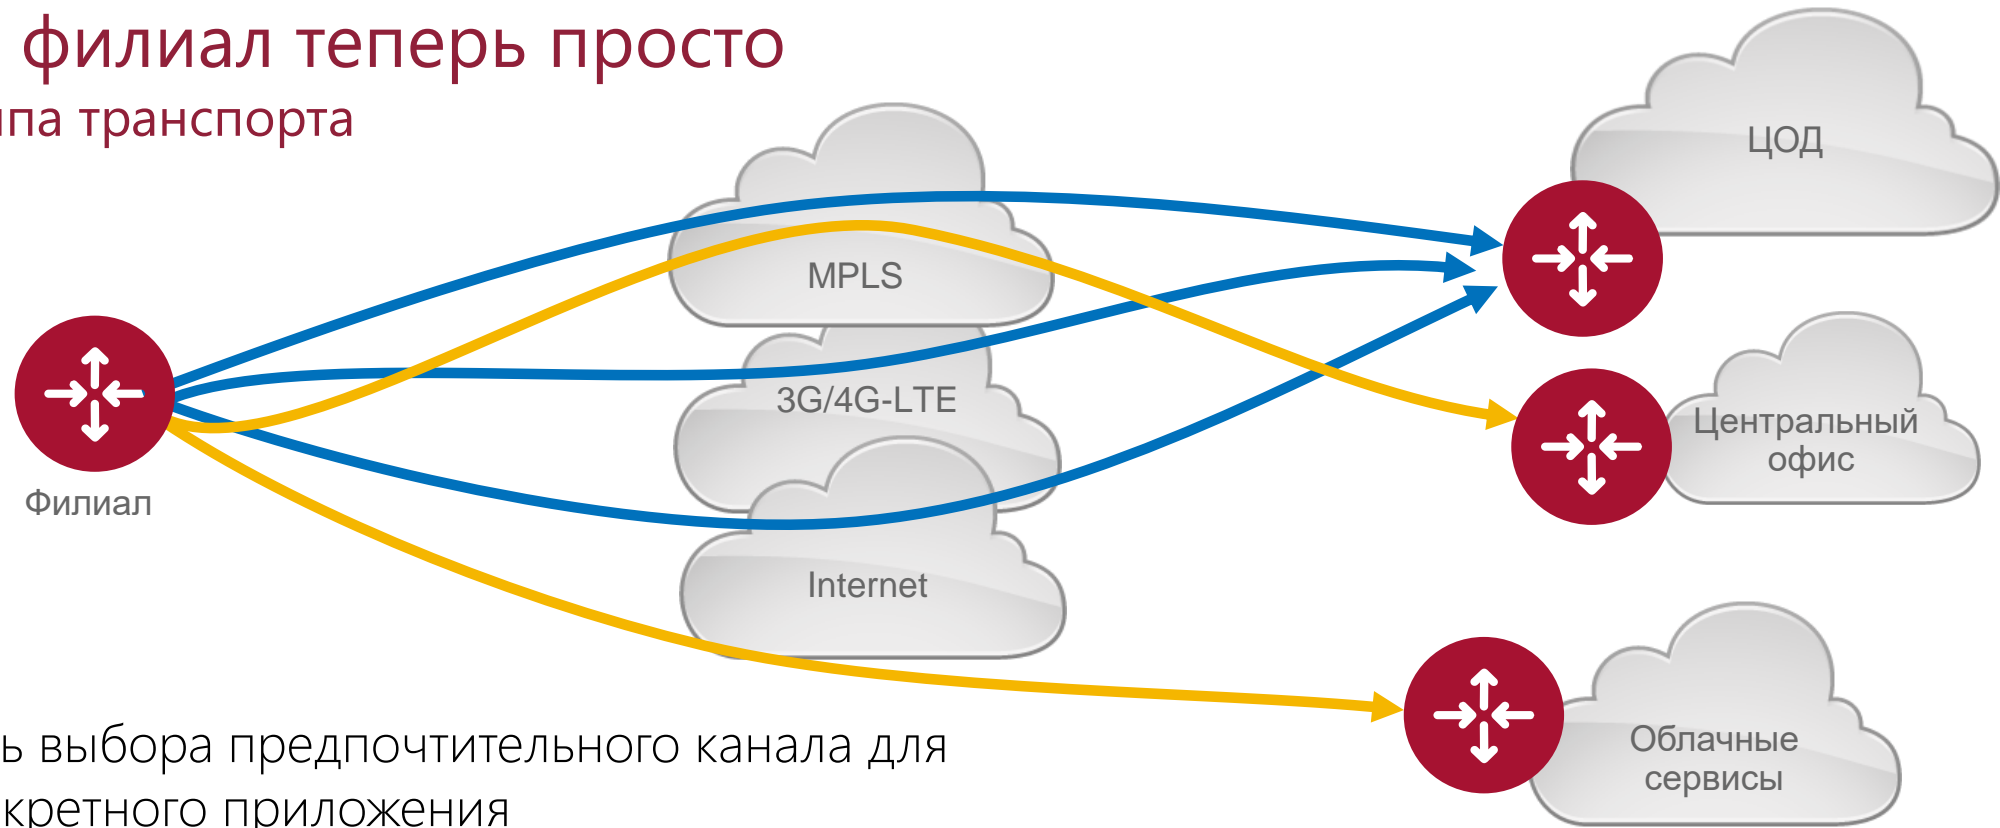 филиал теперь просто
па транспорта
ЦОД
MPLS
3G/4G-LTE
Центральный
офис
Филиал
Internet
Облачные
сервисы
ь выбора предпочтительного канала для
кретного приложения